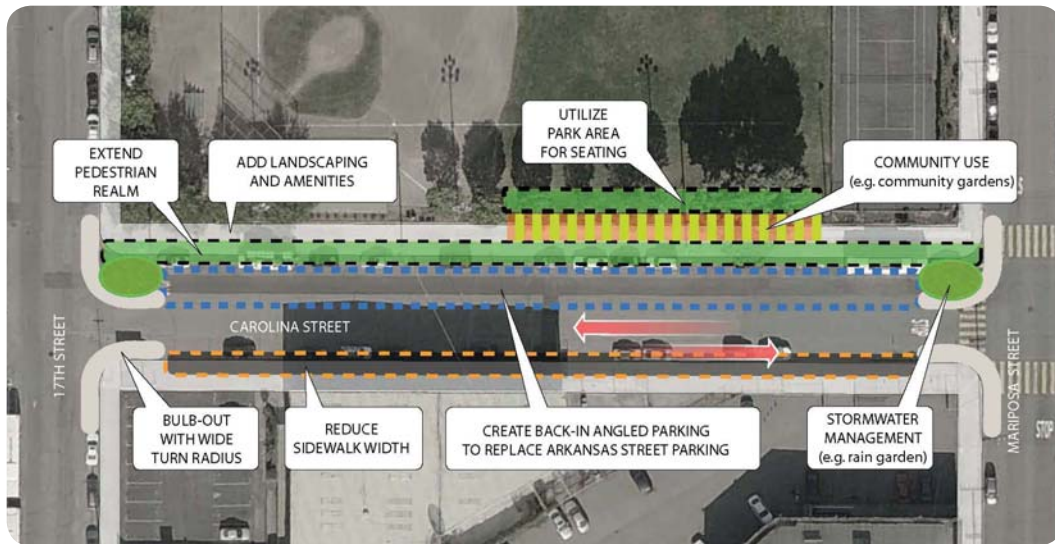 UTILIZE
PARK AREA
FOR SEATING
EXTEND
PEDESTRIAN
REALM
ADD LANDSCAPING
AND AMENITIES
COMMUNITY USE
(e.g. community gardens)
CAROLINA STREET
17TH STREET
MARIPOSA STREET
BULB-OUT
WITH WIDE
TURN RADIUS
REDUCE
SIDEWALK WIDTH
CREATE BACK-IN ANGLED PARKING
TO REPLACE ARKANSAS STREET PARKING
STORMWATER
MANAGEMENT
(e.g. rain garden)
STOP
STOP